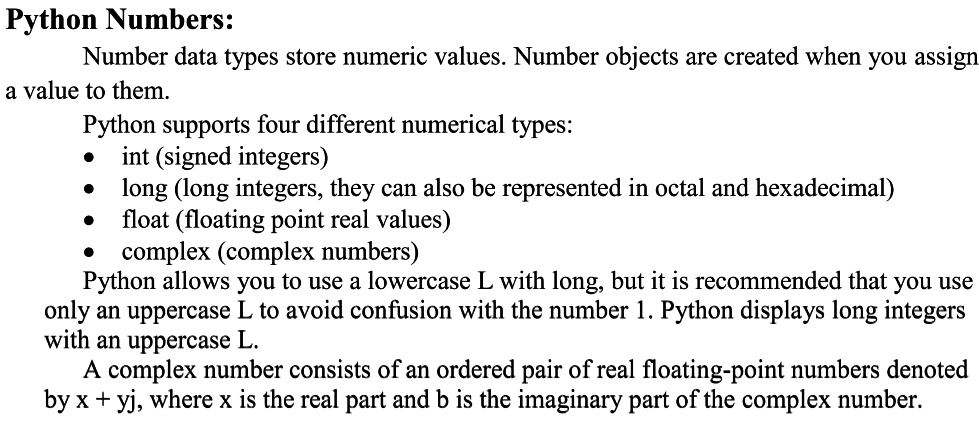 Python Numbers:
Number data types store numeric values. Number objects are created when you assign
a value to them.
Python supports four different numerical types:
• int (signed integers)
• long (long integers, they can also be represented in octal and hexadecimal)
• float (floating point real values)
• complex (complex numbers)
Python allows you to use a lowercase L with long, but it is recommended that you use
only an uppercase L to avoid confusion with the number 1. Python displays long integers
with an uppercase L.
A complex number consists of an ordered pair of real floating-point numbers denoted
by x + yj, where x is the real part and b is the imaginary part of the complex number.